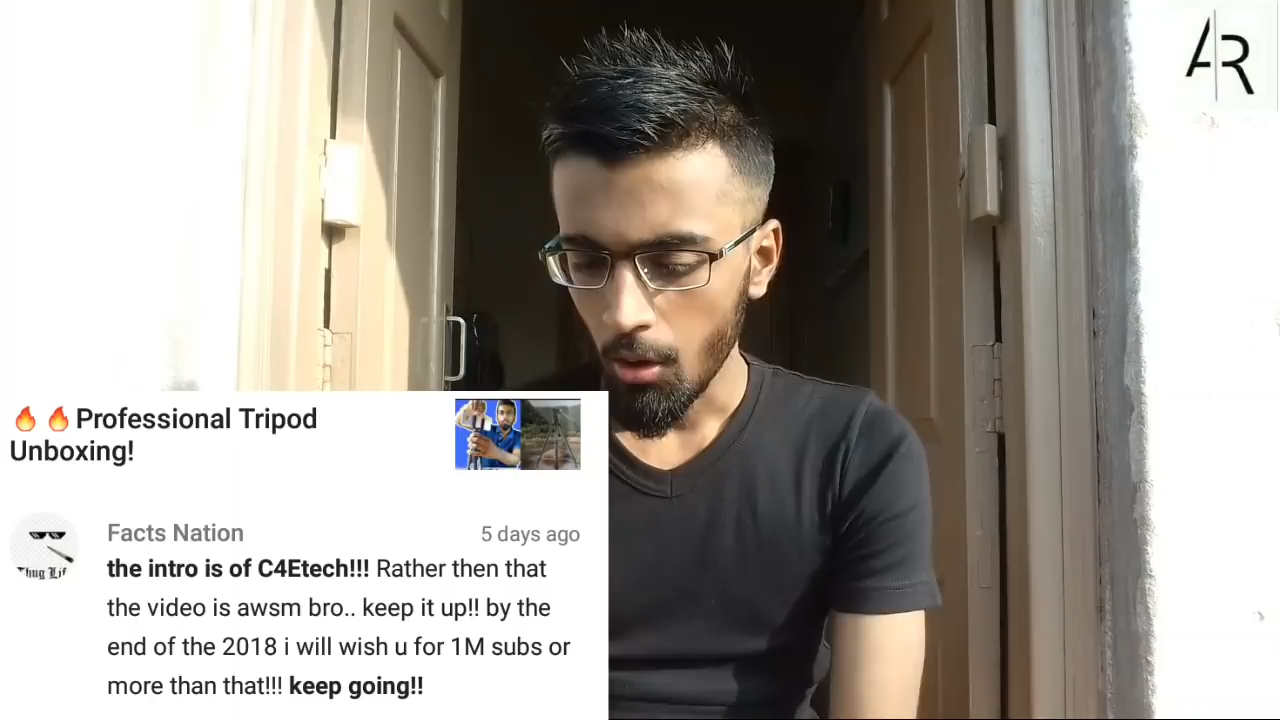 AR
🔥🔥Professional Tripod
Unboxing!
Thug Lif
Facts Nation 5 days ago
the intro is of C4Etech!!! Rather then that
the video is awsm bro.. keep it up!! by the
end of the 2018 i will wish u for 1M subs or
more than that!!! keep going!!